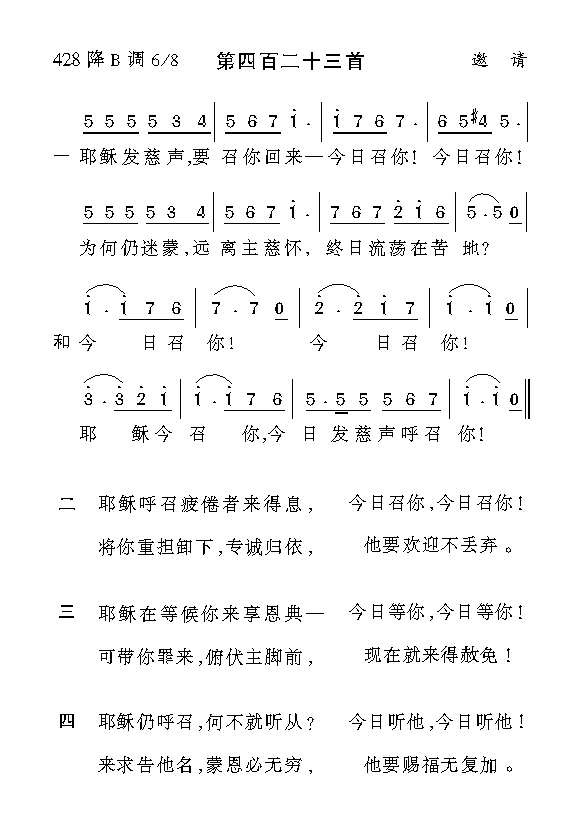 428 降 B 调 6/8 第四百二十三首 邀 请
5 5 5 5 3 4 | 5 6 7 i . | i 7 6 7 . | 6 5 #4 5 . |
一 耶稣发慈声,要 召你回来—今日召你! 今日召你!
5 5 5 5 3 4 | 5 6 7 i . | 7 6 7 2 i 6 | 5 . 5 0 |
为何仍迷蒙,远 离主慈怀, 终日流荡在苦 地?
i . i 7 6 | 7 . 7 0 | 2 . 2 i 7 | i . i 0 |
和 今 日 召 你! 今 日 召 你!
3 . 3 2 i | i . i 7 6 | 5 . 5 5 5 6 7 | i . i 0 ||
耶 稣 今 召 你,今 日 发 慈 声 呼 召 你!
二 耶稣呼召疲倦者来得息, 今日召你,今日召你!
将你重担卸下,专诚归依, 他要欢迎不丢弃。
三 耶稣在等候你来享恩典— 今日等你,今日等你!
可带你罪来,俯伏主脚前, 现在就来得赦免!
四 耶稣仍呼召,何不就听从? 今日听他,今日听他!
来求告他名,蒙恩必无穷, 他要赐福无复加。